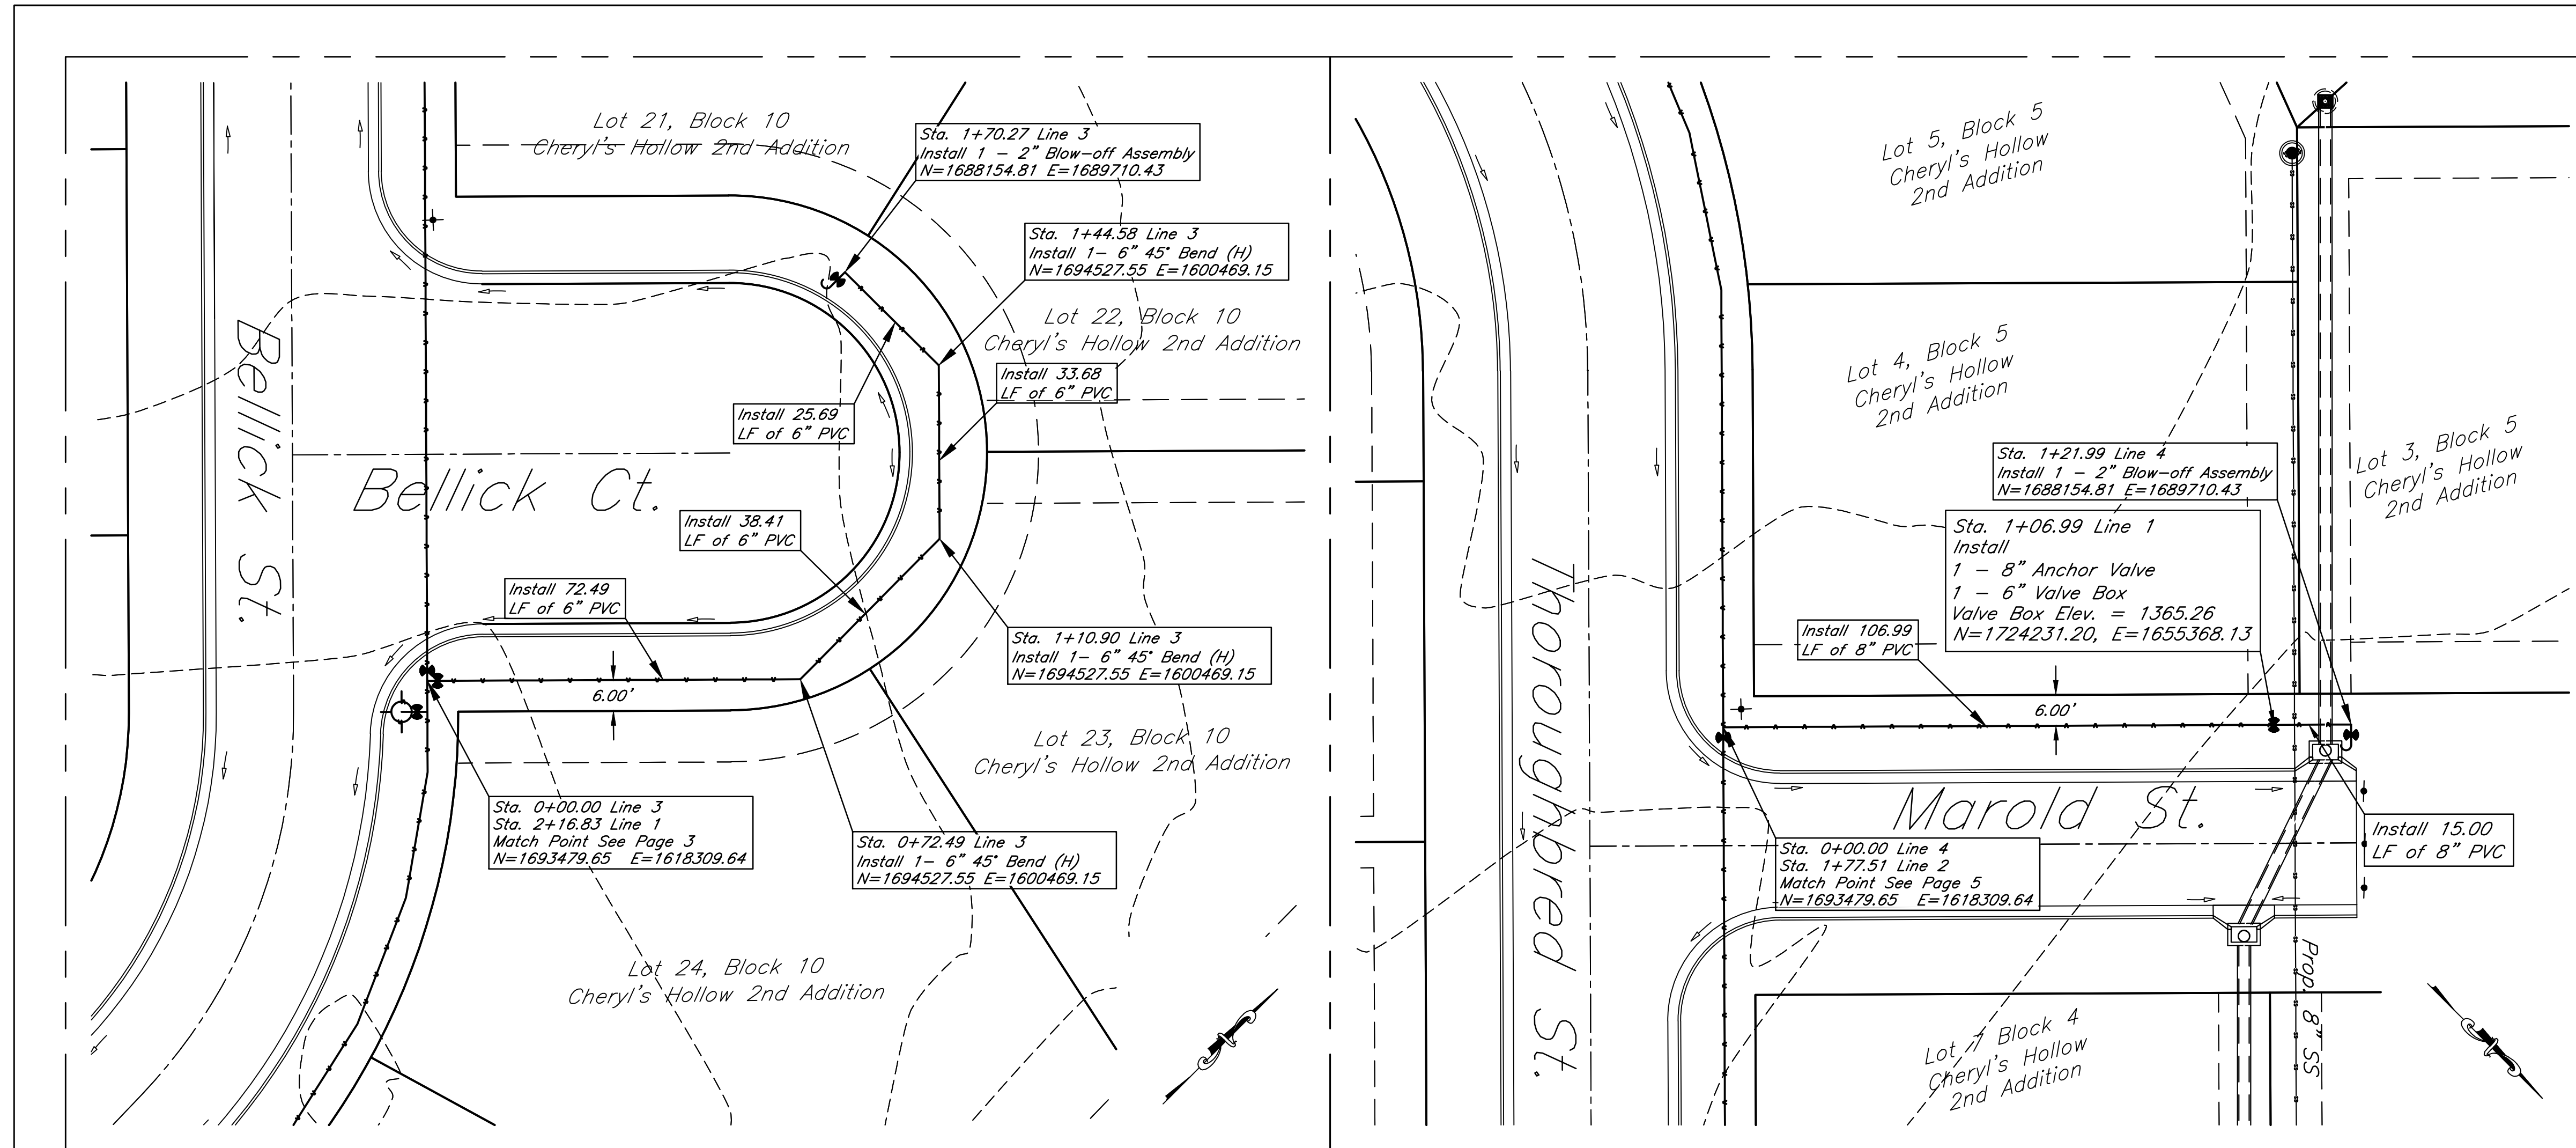 Lot 21, Block 10
Cheryl's Hollow 2nd Addition
Sta. 1+70.27 Line 3
Install 1 - 2" Blow-off Assembly
N=1688154.81 E=1689710.43
Sta. 1+44.58 Line 3
Install 1- 6" 45° Bend (H)
N=1694527.55 E=1600469.15
Lot 22, Block 10
Cheryl's Hollow 2nd Addition
Install 33.68
LF of 6" PVC
Install 25.69
LF of 6" PVC
Bellick St.
Bellick Ct.
Install 38.41
LF of 6" PVC
Install 72.49
LF of 6" PVC
6.00'
Sta. 1+10.90 Line 3
Install 1- 6" 45° Bend (H)
N=1694527.55 E=1600469.15
Lot 23, Block 10
Cheryl's Hollow 2nd Addition
Sta. 0+00.00 Line 3
Sta. 2+16.83 Line 1
Match Point See Page 3
N=1693479.65 E=1618309.64
Sta. 0+72.49 Line 3
Install 1- 6" 45° Bend (H)
N=1694527.55 E=1600469.15
Lot 24, Block 10
Cheryl's Hollow 2nd Addition
Lot 5, Block 5
Cheryl's Hollow
2nd Addition
Lot 4, Block 5
Cheryl's Hollow
2nd Addition
Lot 3, Block 5
Cheryl's Hollow
2nd Addition
Sta. 1+21.99 Line 4
Install 1 - 2" Blow-off Assembly
N=1688154.81 E=1689710.43
Sta. 1+06.99 Line 1
Install
1 - 8" Anchor Valve
1 - 6" Valve Box
Valve Box Elev. = 1365.26
N=1724231.20, E=1655368.13
Install 106.99
LF of 8" PVC
6.00'
Thoroughbred St.
Marold St.
Install 15.00
LF of 8" PVC
Sta. 0+00.00 Line 4
Sta. 1+77.51 Line 2
Match Point See Page 5
N=1693479.65 E=1618309.64
Prop. 8" SS
Lot 7 Block 4
Cheryl's Hollow
2nd Addition